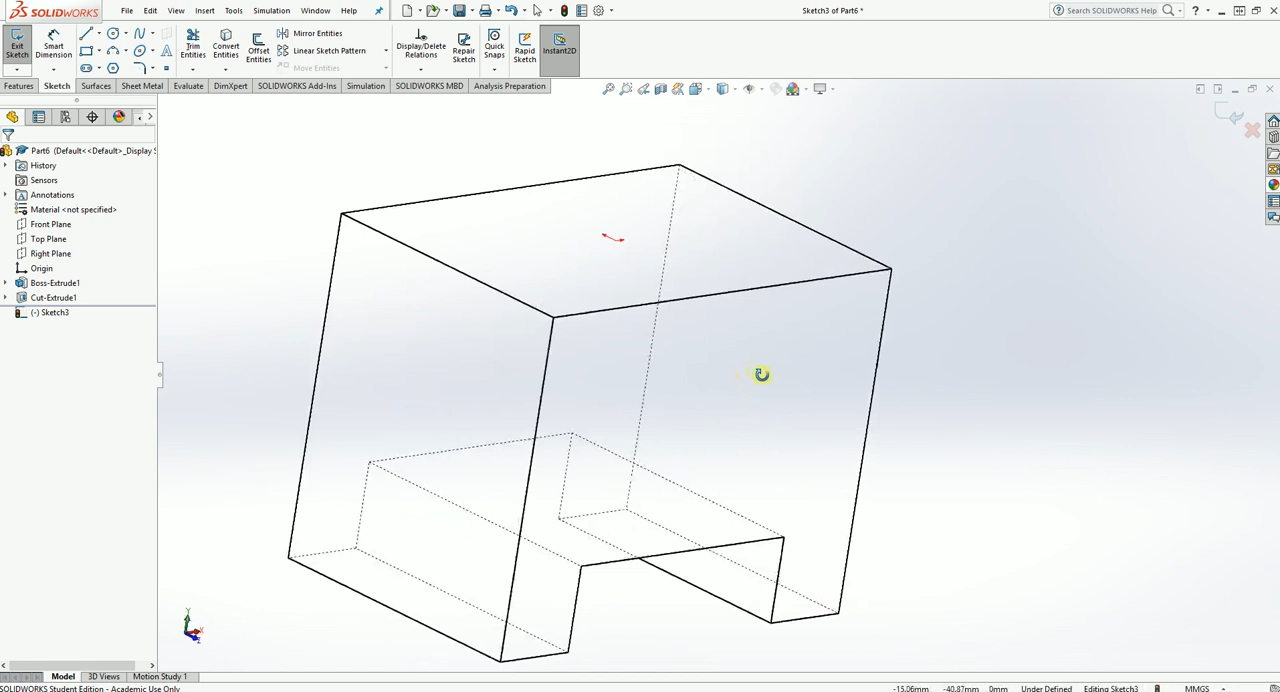 SOLIDWORKS
File Edit View Insert Tools Simulation Window Help
Sketch3 of Part6 *
Search SOLIDWORKS Help
Exit Sketch
Smart Dimension
Trim Entities
Convert Entities
Offset Entities
Mirror Entities
Linear Sketch Pattern
Move Entities
Display/Delete Relations
Repair Sketch
Quick Snaps
Rapid Sketch
Instant2D
Features Sketch Surfaces Sheet Metal Evaluate DimXpert SOLIDWORKS Add-Ins Simulation SOLIDWORKS MBD Analysis Preparation
Part6 (Default<<Default>_Display S
History
Sensors
Annotations
Material <not specified>
Front Plane
Top Plane
Right Plane
Origin
Boss-Extrude1
Cut-Extrude1
(-) Sketch3
Y
X
Z
Model 3D Views Motion Study 1
SOLIDWORKS Student Edition - Academic Use Only
-15.06mm -40.87mm 0mm Under Defined Editing Sketch3 MMGS